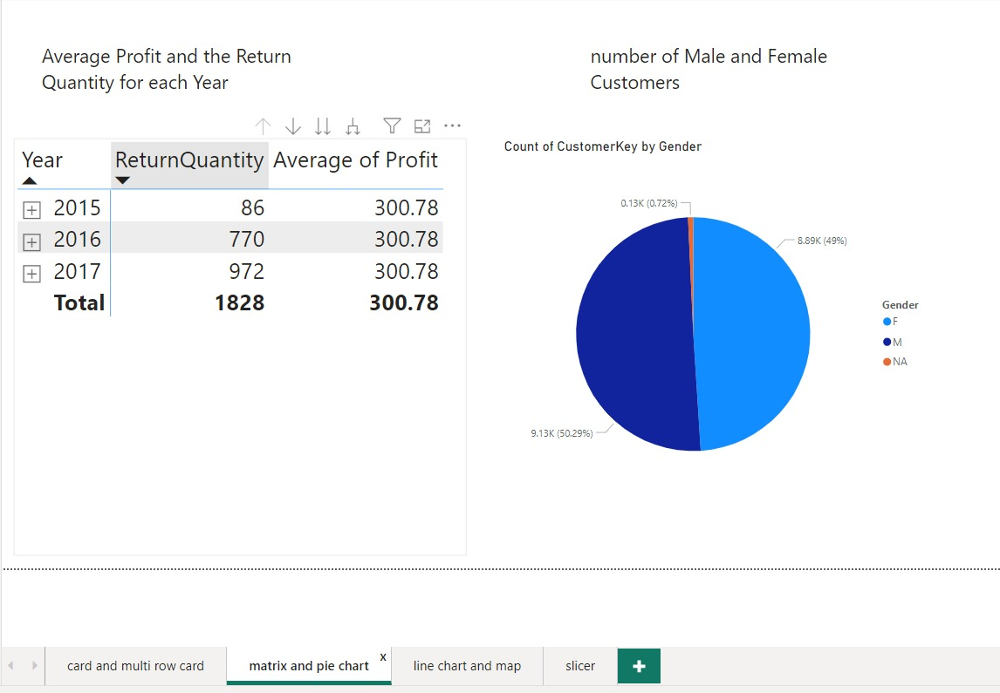 Average Profit and the Return
Quantity for each Year
number of Male and Female
Customers
Year ReturnQuantity Average of Profit
2015 86 300.78
2016 770 300.78
2017 972 300.78
Total 1828 300.78
Count of CustomerKey by Gender
0.13K (0.72%)
8.89K (49%)
9.13K (50.29%)
Gender
F
M
NA
card and multi row card
matrix and pie chart
x
line chart and map
slicer
+